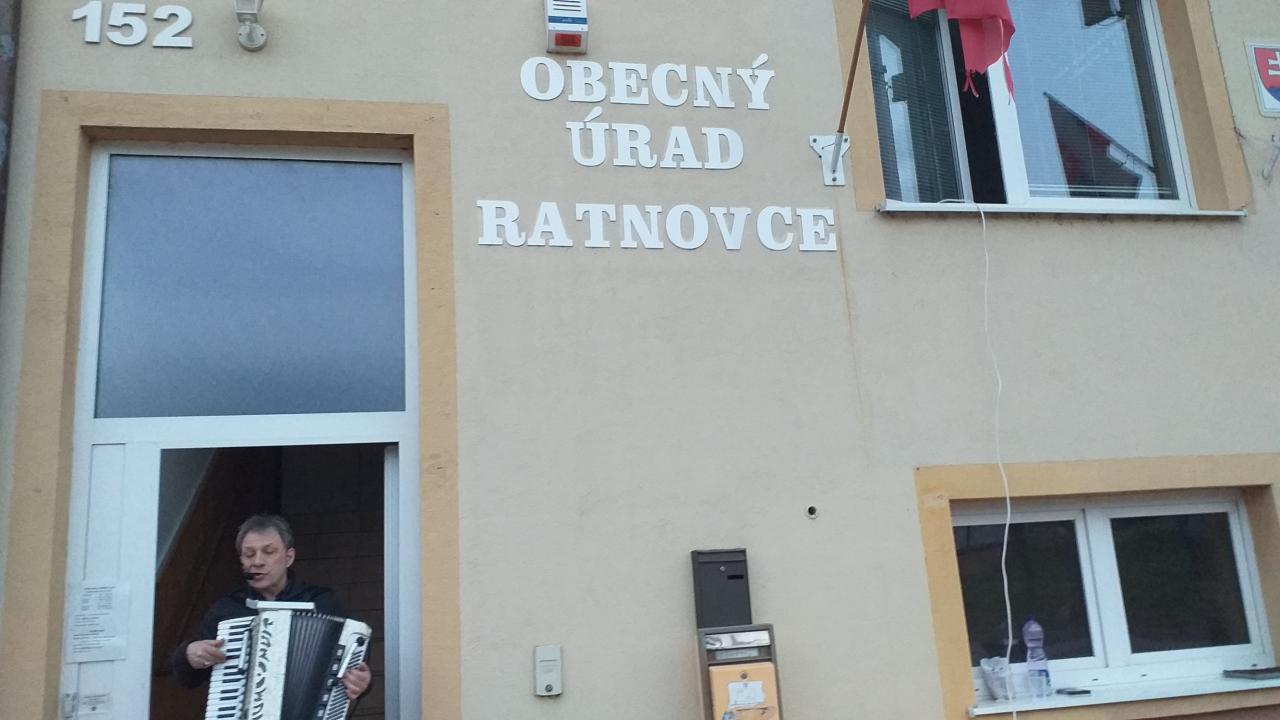 152
OBECNÝ
ÚRAD
RATNOVCE